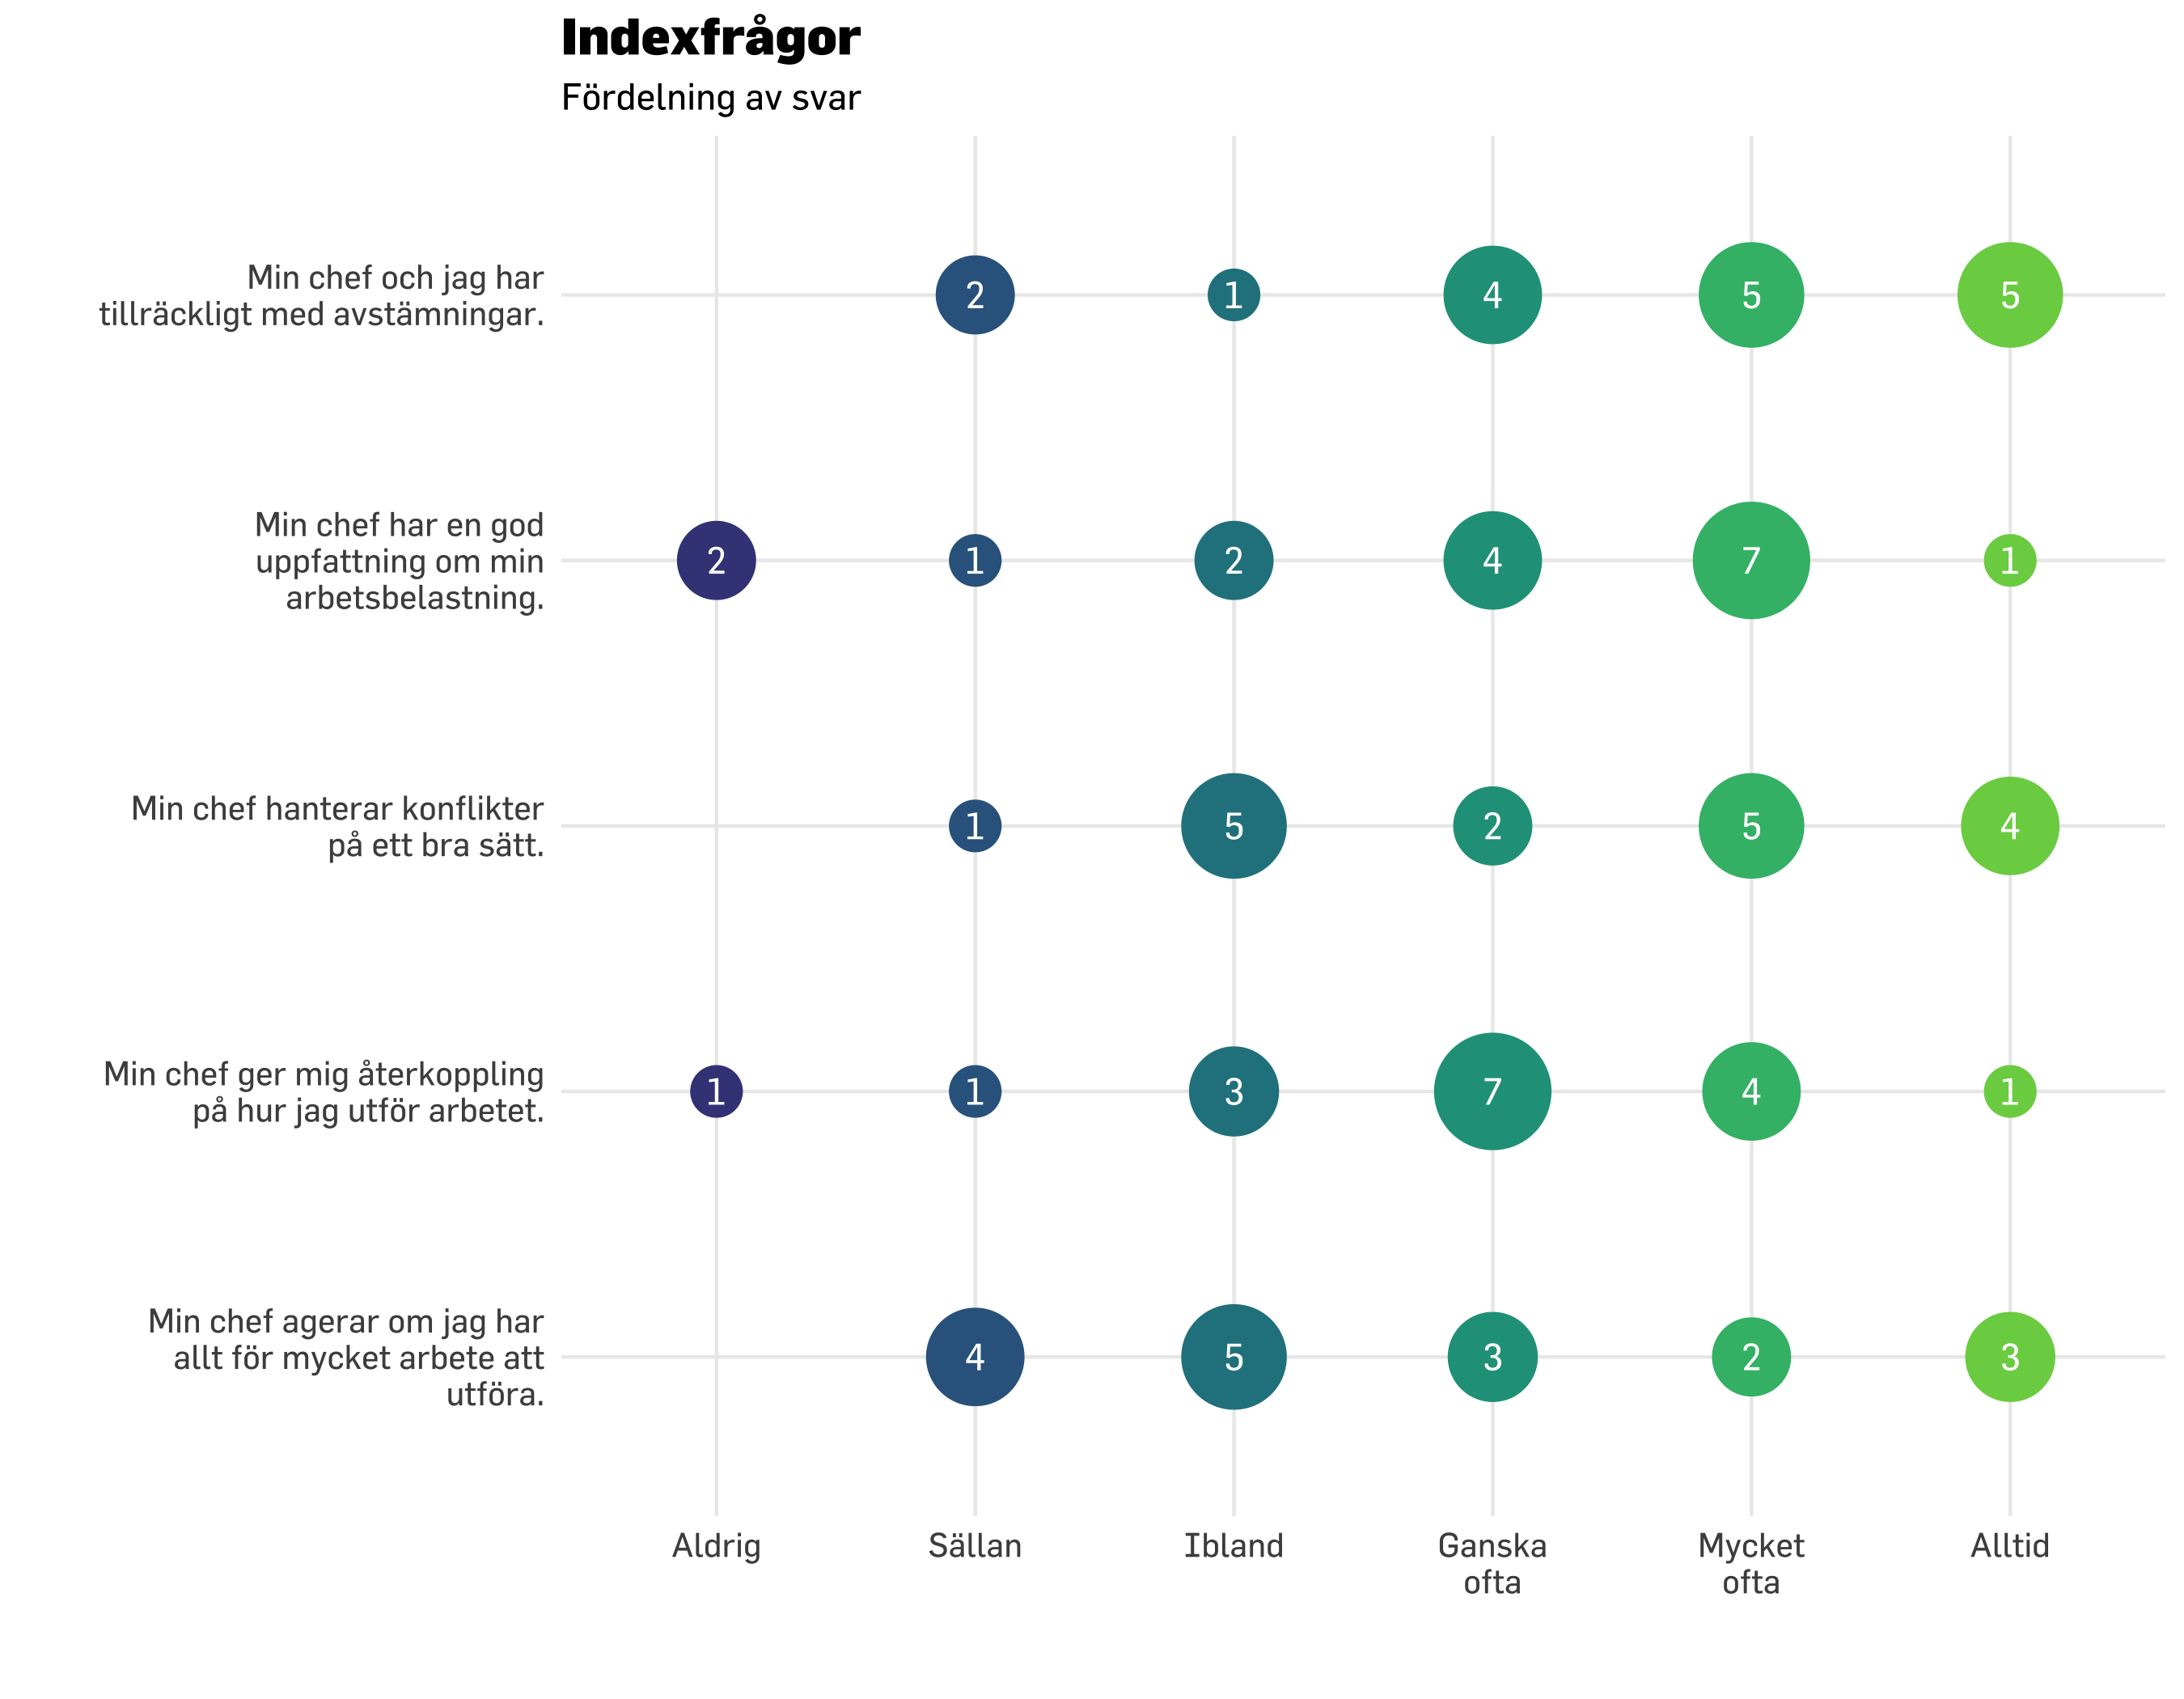 Indexfrågor
Fördelning av svar
Min chef och jag har
tillräckligt med avstämningar.
2 1 4 5 5
Min chef har en god
uppfattning om min
arbetsbelastning.
2 1 2 4 7 1
Min chef hanterar konflikter
på ett bra sätt.
1 5 2 5 4
Min chef ger mig återkoppling
på hur jag utför arbetet.
1 1 3 7 4 1
Min chef agerar om jag har
allt för mycket arbete att
utföra.
4 5 3 2 3
Aldrig Sällan Ibland Ganska ofta Mycket ofta Alltid